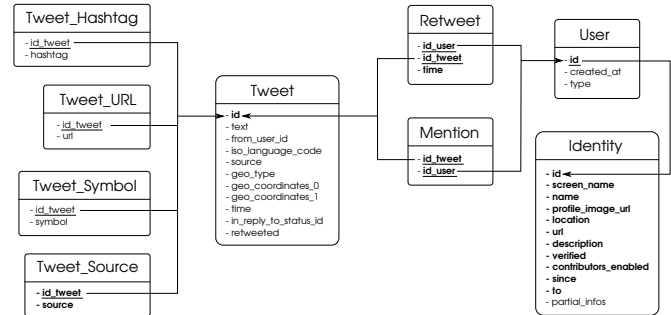 Tweet_Hashtag
- id_tweet
- hashtag
Tweet_URL
- id_tweet
- url
Tweet_Symbol
- id_tweet
- symbol
Tweet_Source
- id_tweet
- source
Tweet
- id
- text
- from_user_id
- iso_language_code
- source
- geo_type
- geo_coordinates_0
- geo_coordinates_1
- time
- in_reply_to_status_id
- retweeted
Retweet
- id_user
- id_tweet
- time
Mention
- id_tweet
- id_user
User
- id
- created_at
- type
Identity
- id
- screen_name
- name
- profile_image_url
- location
- url
- description
- verified
- contributors_enabled
- since
- to
- partial_infos